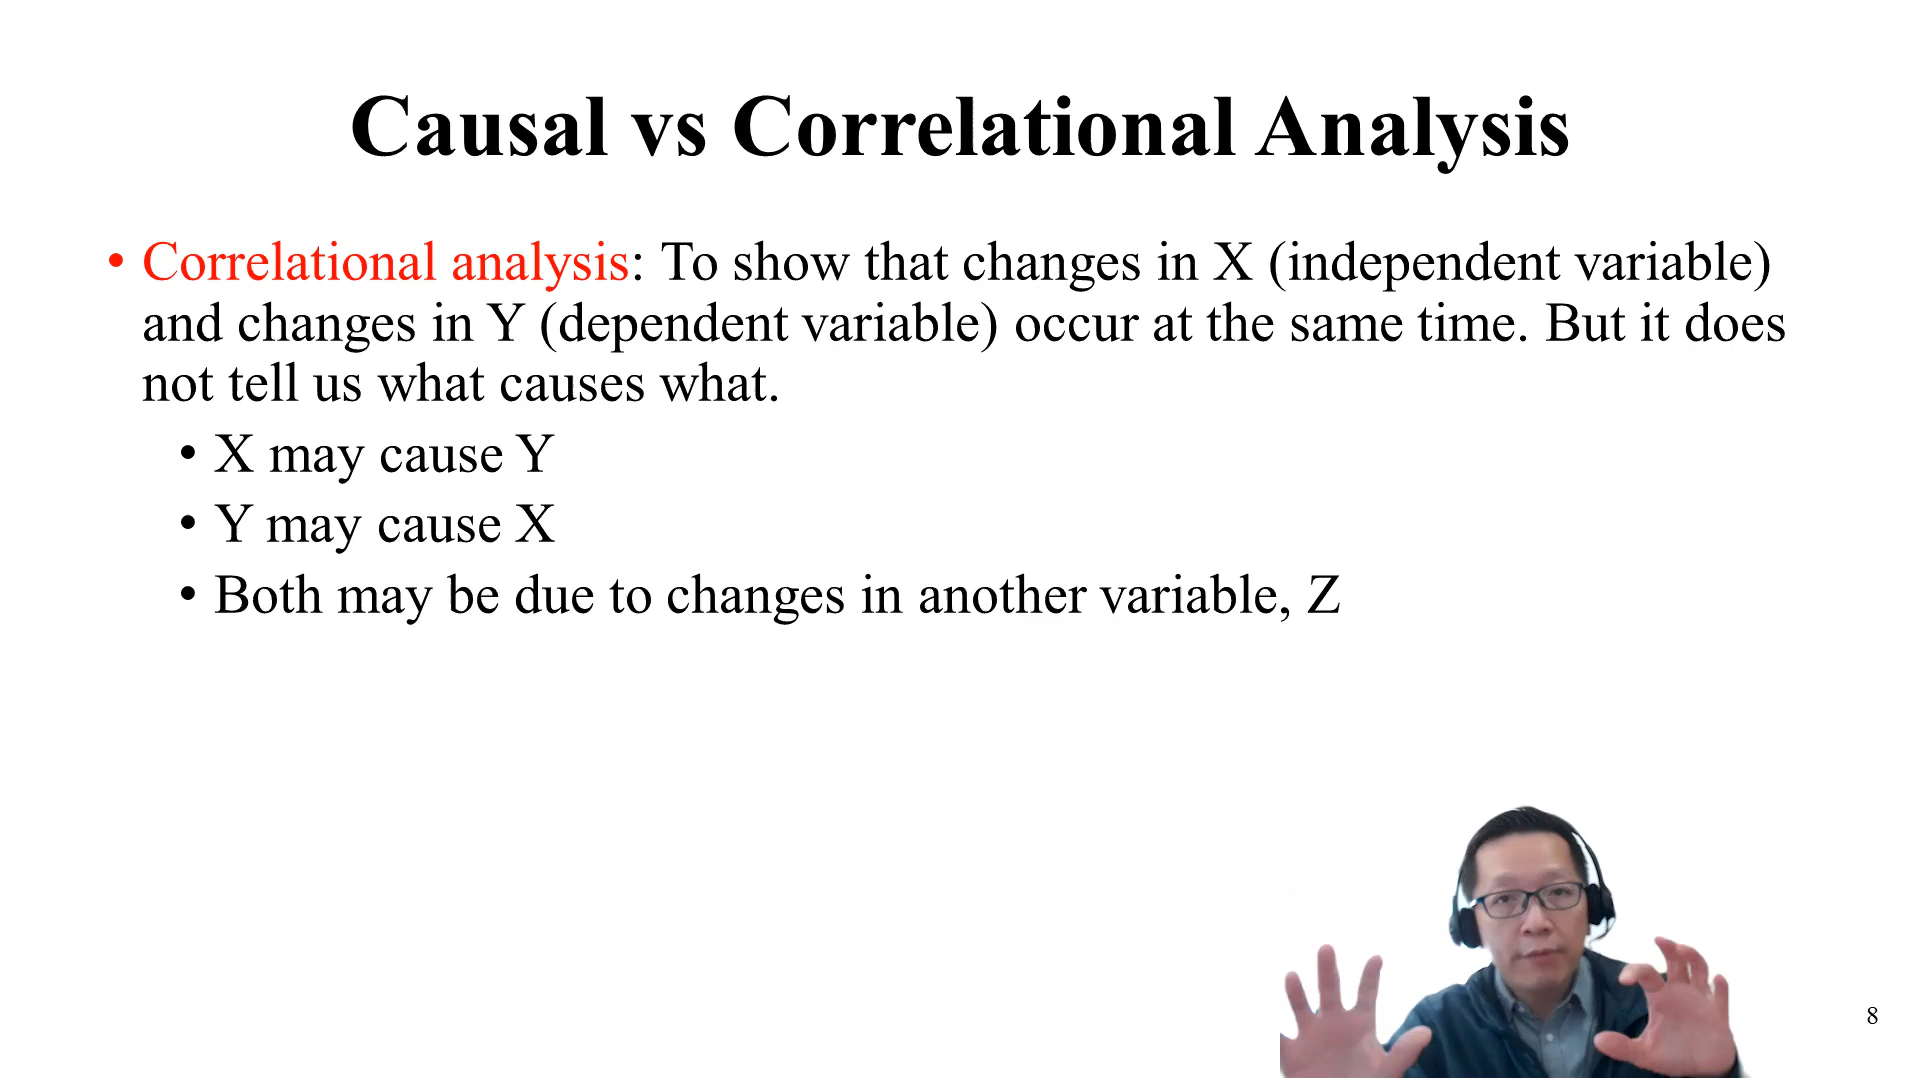 Causal vs Correlational Analysis
• Correlational analysis: To show that changes in X (independent variable)
and changes in Y (dependent variable) occur at the same time. But it does
not tell us what causes what.
• X may cause Y
• Y may cause X
• Both may be due to changes in another variable, Z
8